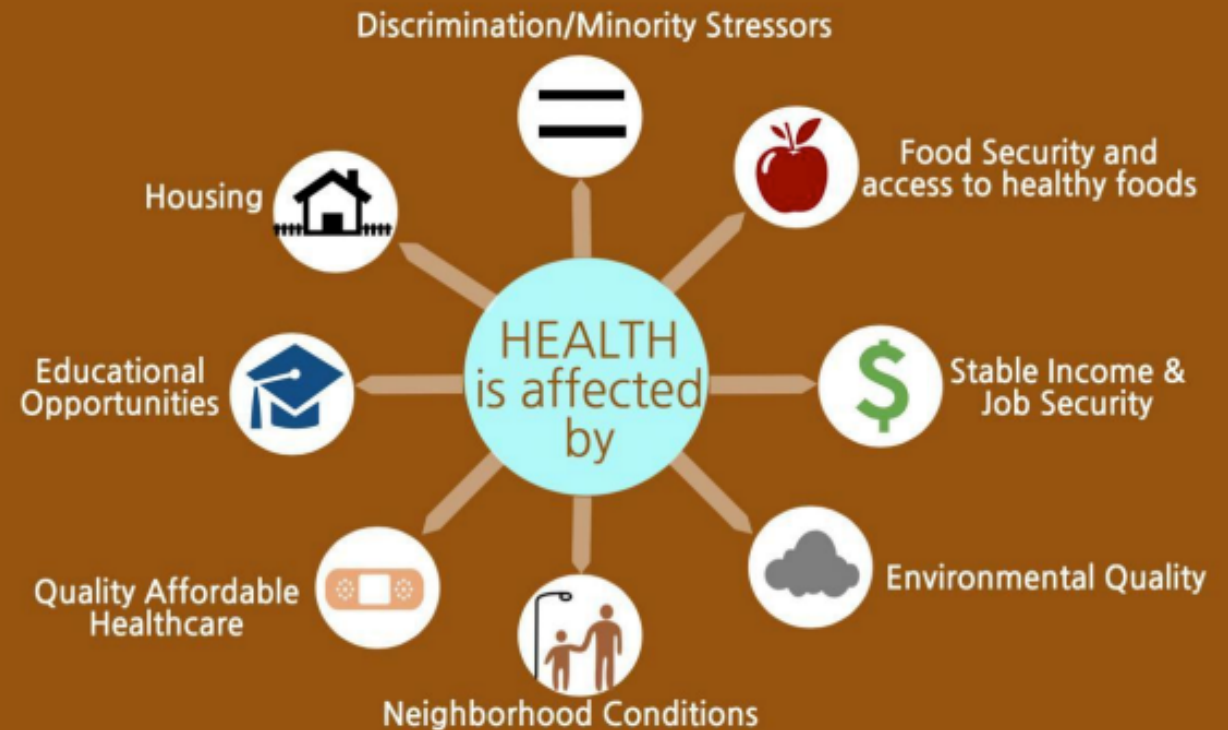 Discrimination/Minority Stressors
Food Security and
access to healthy foods
Housing
HEALTH
is affected
by
Educational
Opportunities
Stable Income &
Job Security
Quality Affordable
Healthcare
Environmental Quality
Neighborhood Conditions